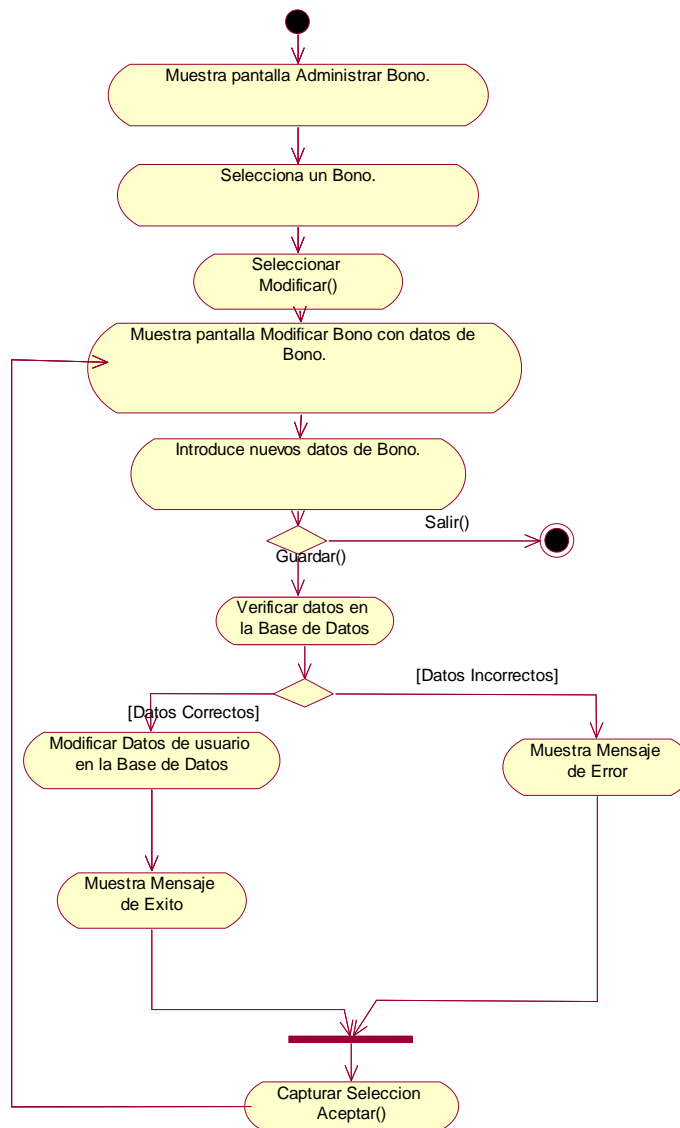 Muestra pantalla Administrar Bono.
Selecciona un Bono.
Seleccionar
Modificar()
Muestra pantalla Modificar Bono con datos de
Bono.
Introduce nuevos datos de Bono.
Salir()
Guardar()
Verificar datos en
la Base de Datos
[Datos Incorrectos]
[Datos Correctos]
Modificar Datos de usuario
en la Base de Datos
Muestra Mensaje
de Error
Muestra Mensaje
de Exito
Capturar Seleccion
Aceptar()